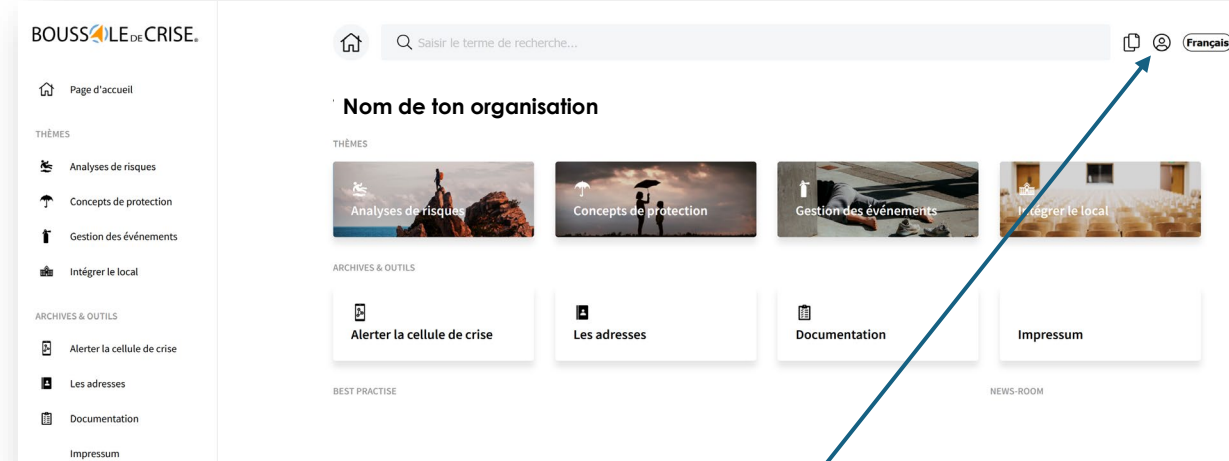 BOUSSOLE DE CRISE®
Page d'accueil
THÈMES
Analyses de risques
Concepts de protection
Gestion des événements
Intégrer le local
ARCHIVES & OUTILS
Alerter la cellule de crise
Les adresses
Documentation
Impressum
Saisir le terme de recherche...
Français
Nom de ton organisation
THÈMES
Analyses de risques
Concepts de protection
Gestion des événements
Intégrer le local
ARCHIVES & OUTILS
Alerter la cellule de crise
Les adresses
Documentation
Impressum
BEST PRACTISE
NEWS-ROOM